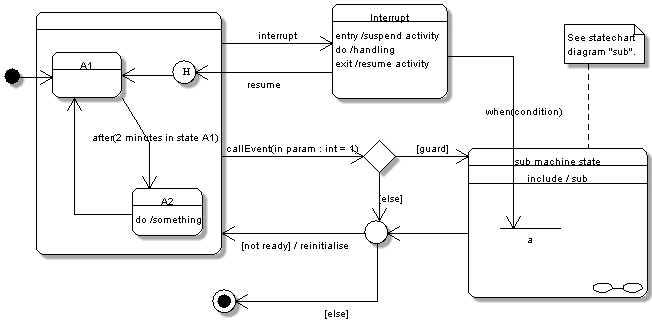 Interrupt
entry /suspend activity
do /handling
exit /resume activity
interrupt
resume
H
A1
after(2 minutes in state A1)
A2
do /something
See statechart
diagram "sub".
when(condition)
callEvent(in param : int = 1)
[guard]
[else]
sub machine state
include / sub
a
[not ready] / reinitialise
[else]